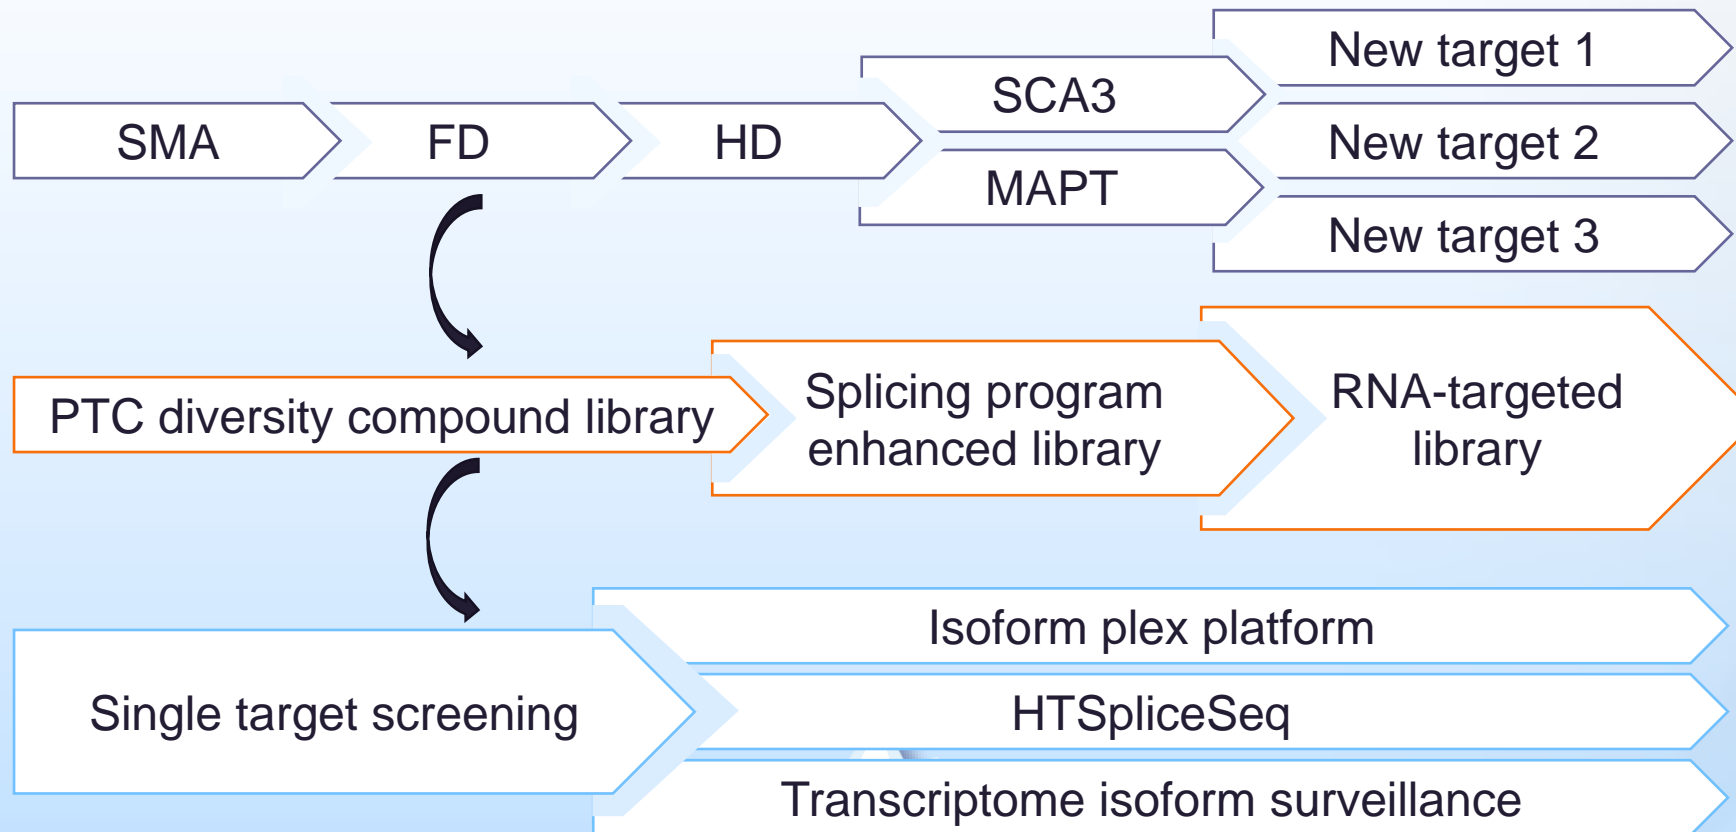 SMA
FD
HD
SCA3
MAPT
New target 1
New target 2
New target 3
PTC diversity compound library
Splicing program
enhanced library
RNA-targeted
library
Single target screening
Isoform plex platform
HTSpliceSeq
Transcriptome isoform surveillance